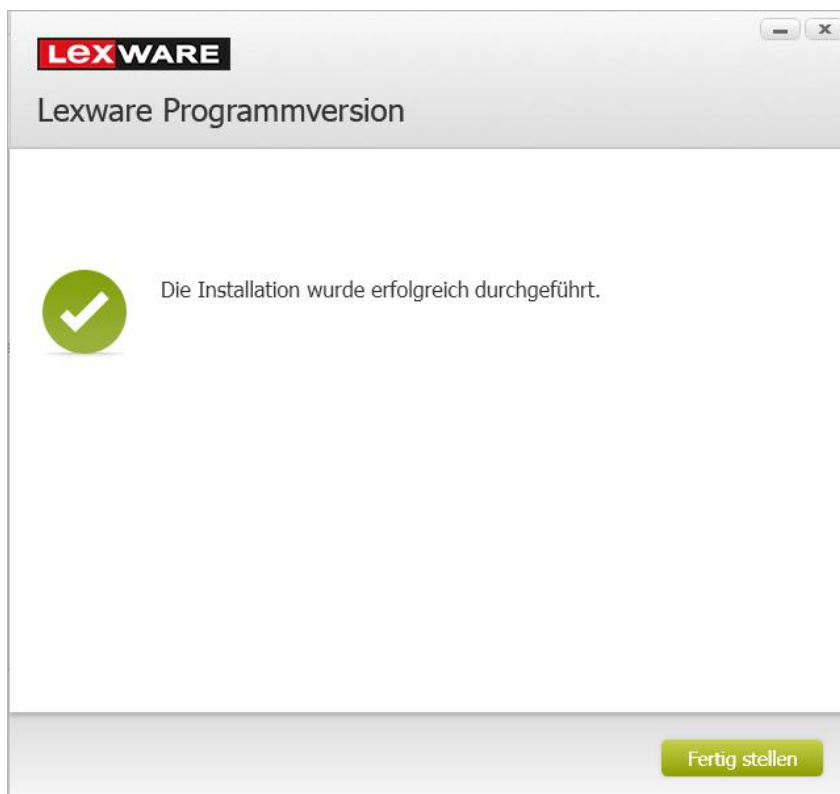 LEXWARE
Lexware Programmversion
Die Installation wurde erfolgreich durchgeführt.
Fertig stellen